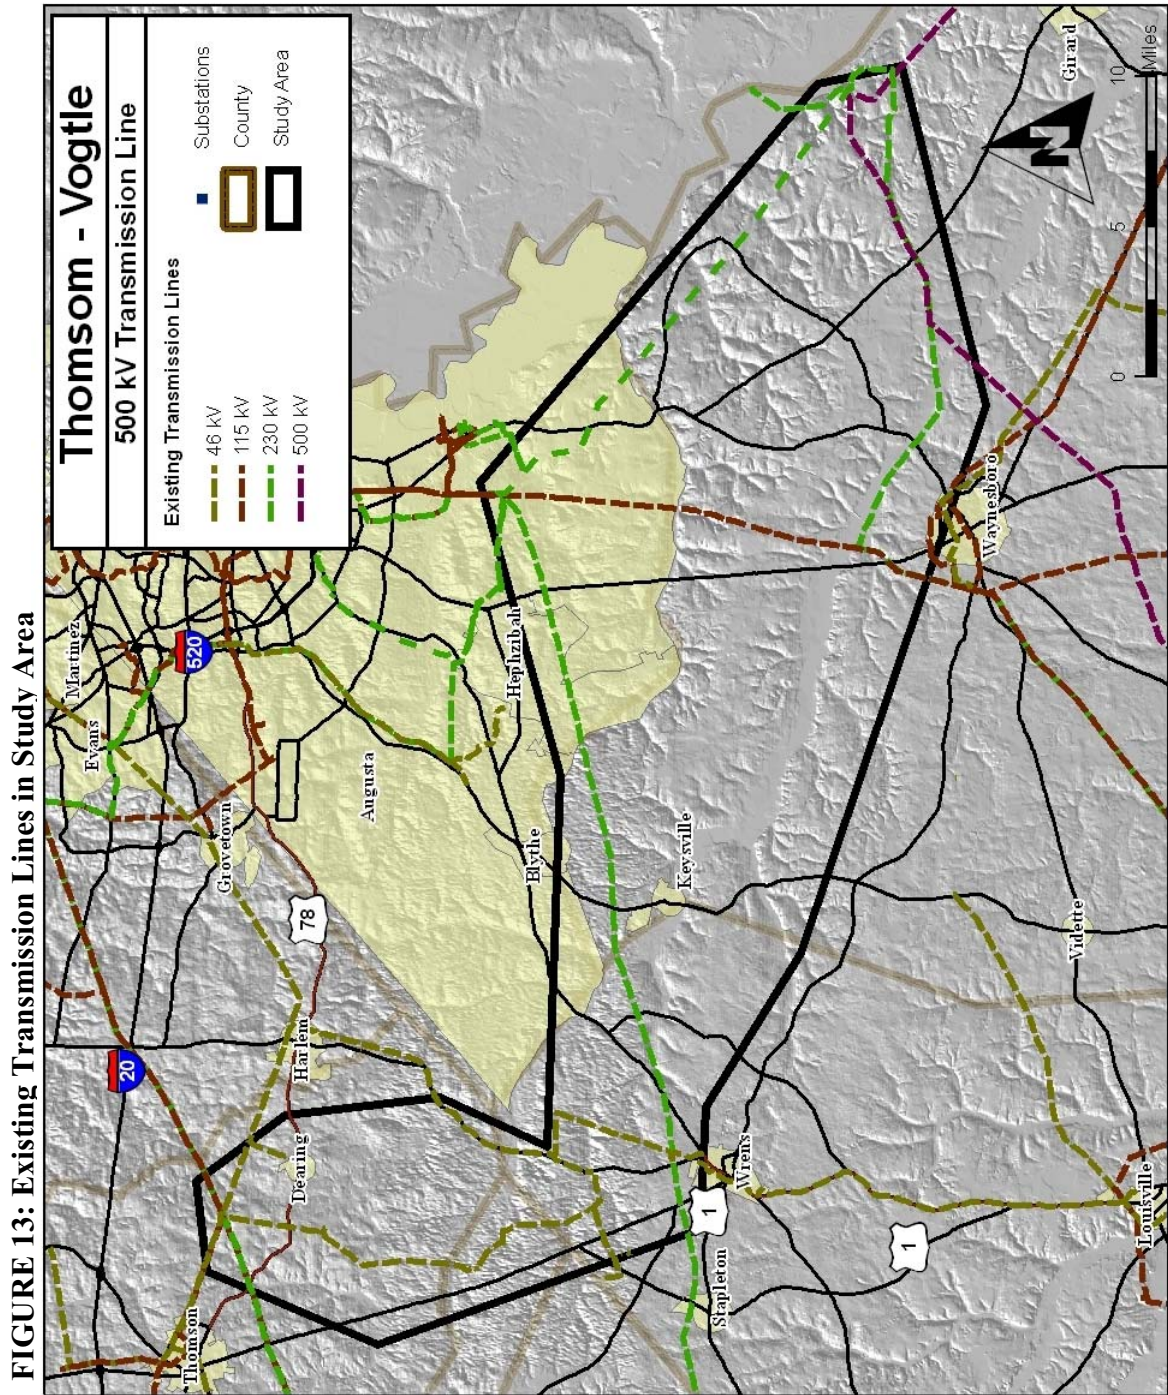 FIGURE 13: Existing Transmission Lines in Study Area
Thomson - Vogtle
500 kV Transmission Line
Existing Transmission Lines
46 kV
115 kV
230 kV
500 kV
Substations
County
Study Area
Martinez
Evans
520
Grovetown
Augusta
78
Harlem
20
Dearing
Thomson
Hephzibah
Blythe
Keysville
Waynesboro
Girard
Wrens
1
Stapleton
1
Vidette
Louisville
N
0
5
10
Miles